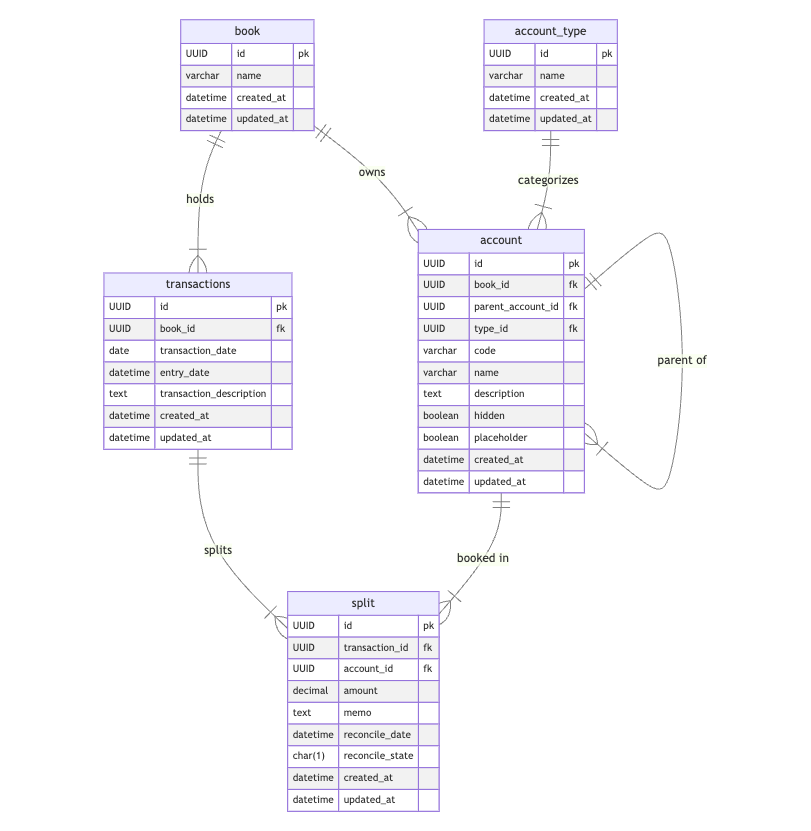 book
UUID id pk
varchar name
datetime created_at
datetime updated_at
account_type
UUID id pk
varchar name
datetime created_at
datetime updated_at
owns
categorizes
holds
account
UUID id pk
UUID book_id fk
UUID parent_account_id fk
UUID type_id fk
varchar code
varchar name
text description
boolean hidden
boolean placeholder
datetime created_at
datetime updated_at
parent of
transactions
UUID id pk
UUID book_id fk
date transaction_date
datetime entry_date
text transaction_description
datetime created_at
datetime updated_at
splits
booked in
split
UUID id pk
UUID transaction_id fk
UUID account_id fk
decimal amount
text memo
datetime reconcile_date
char(1) reconcile_state
datetime created_at
datetime updated_at